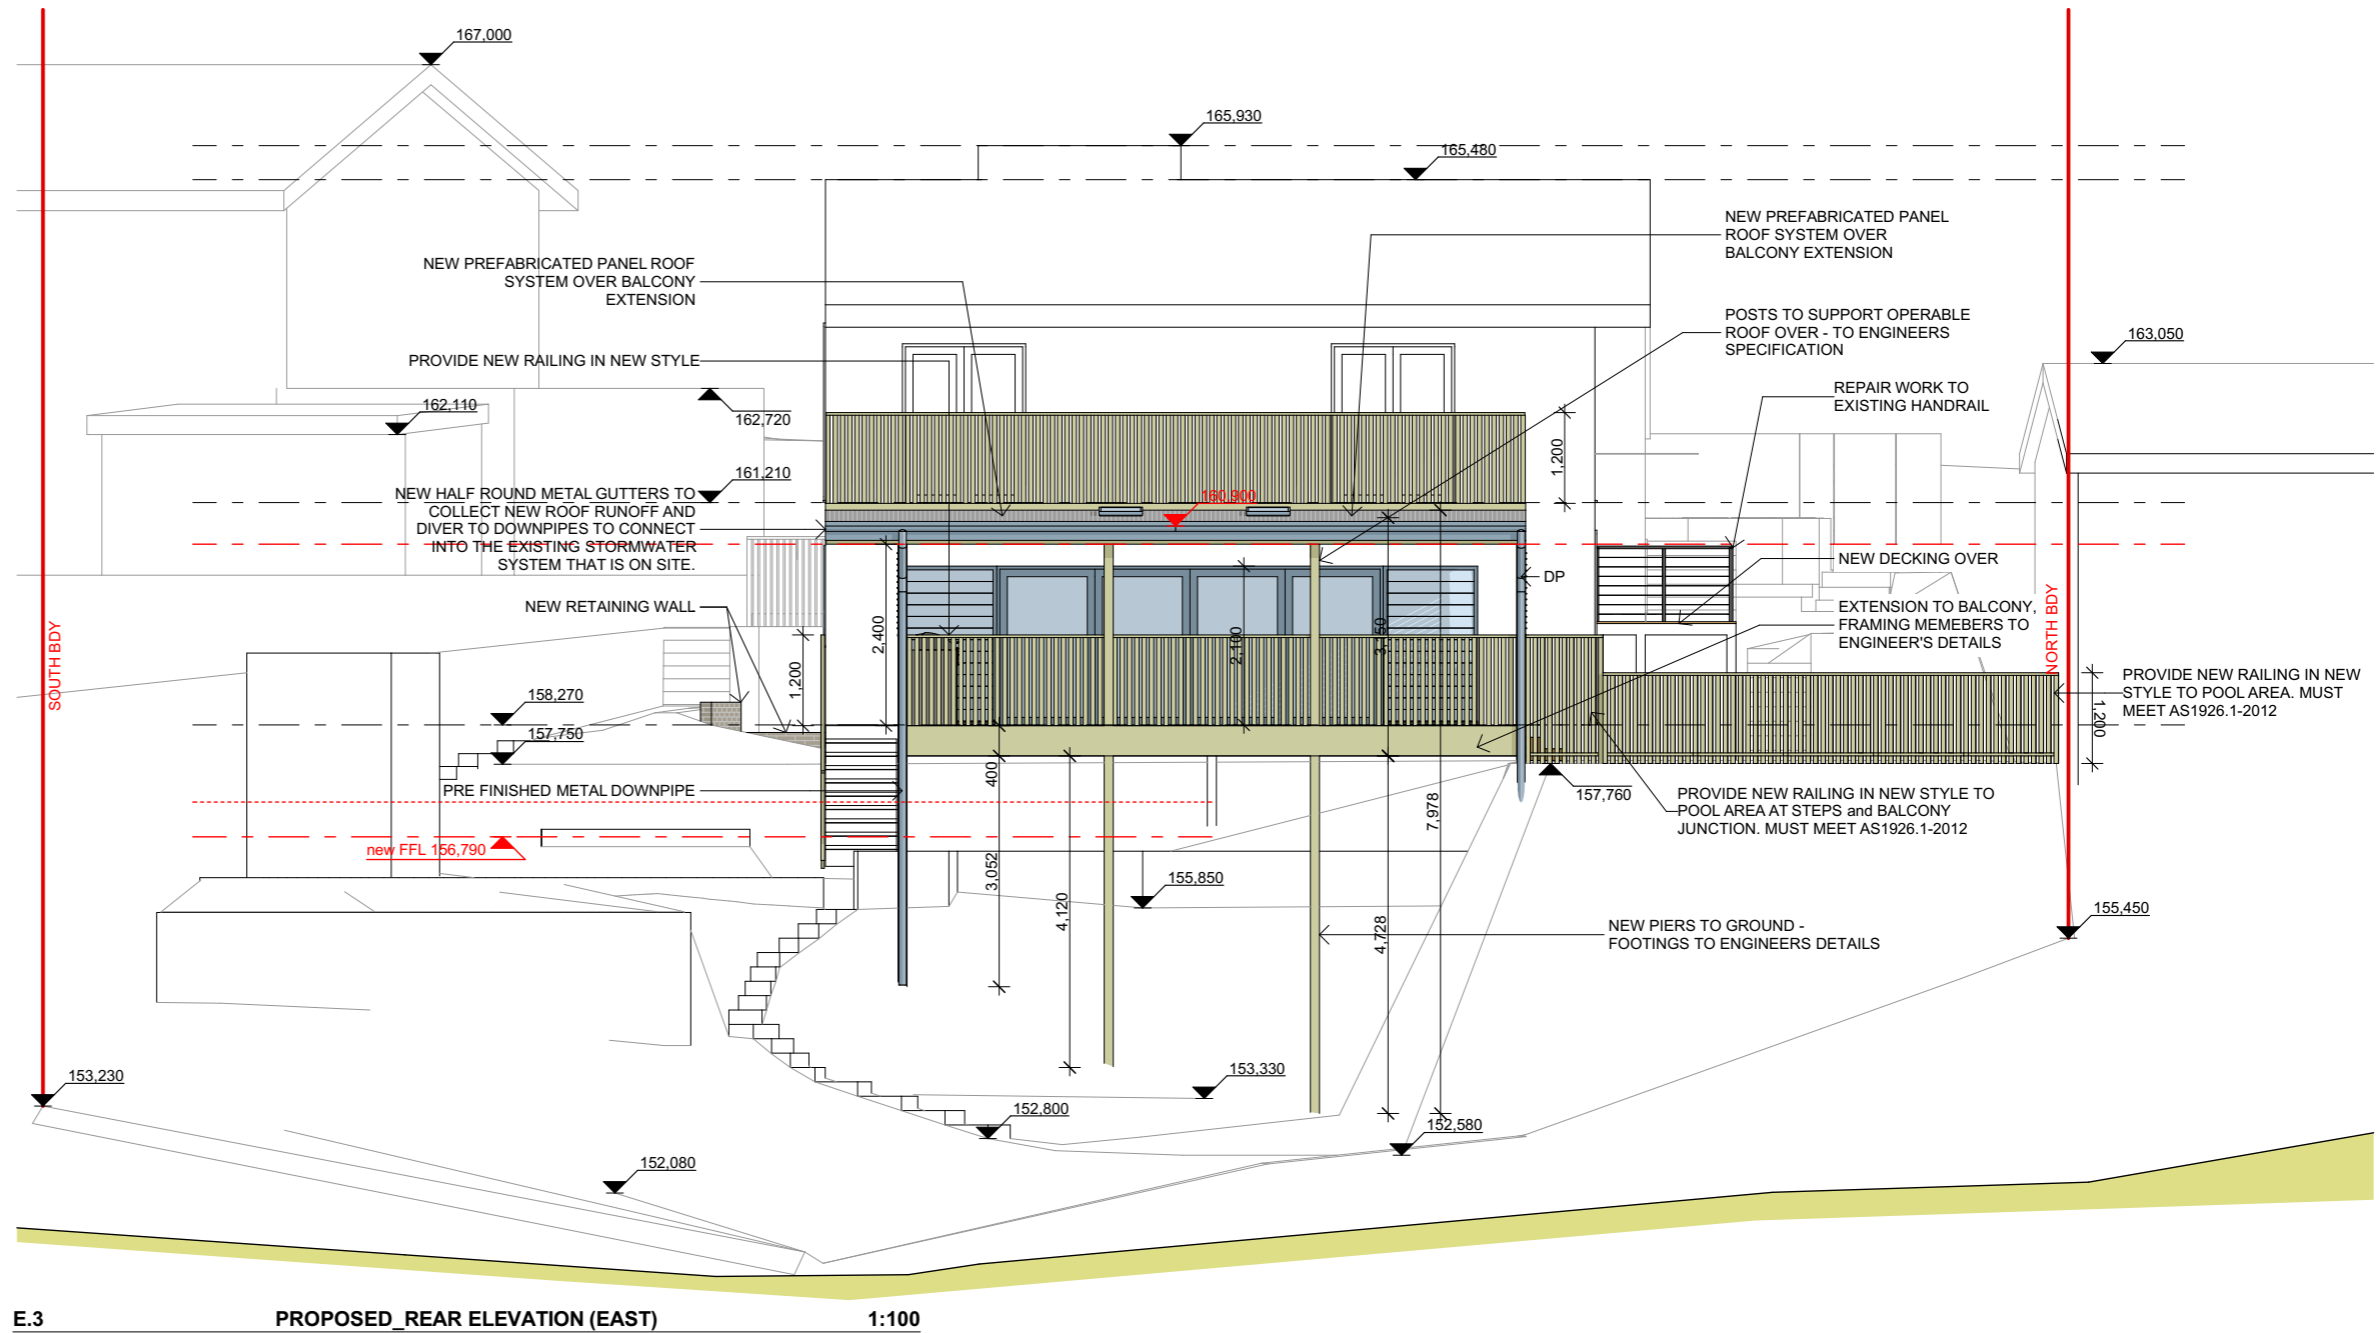 167,000
165,930
165,480
NEW PREFABRICATED PANEL
ROOF SYSTEM OVER
BALCONY EXTENSION
NEW PREFABRICATED PANEL ROOF
SYSTEM OVER BALCONY
EXTENSION
POSTS TO SUPPORT OPERABLE
ROOF OVER - TO ENGINEERS
SPECIFICATION
163,050
PROVIDE NEW RAILING IN NEW STYLE
REPAIR WORK TO
EXISTING HANDRAIL
162,110
162,720
1,200
161,210
NEW HALF ROUND METAL GUTTERS TO
COLLECT NEW ROOF RUNOFF AND
DIVER TO DOWNPIPES TO CONNECT
INTO THE EXISTING STORMWATER
SYSTEM THAT IS ON SITE.
160,900
NEW DECKING OVER
DP
NEW RETAINING WALL
EXTENSION TO BALCONY,
FRAMING MEMEBERS TO
ENGINEER'S DETAILS
SOUTH BDY
NORTH BDY
2,400
2,100
3,150
1,200
PROVIDE NEW RAILING IN NEW
STYLE TO POOL AREA. MUST
MEET AS1926.1-2012
1,200
158,270
157,750
400
PRE FINISHED METAL DOWNPIPE
157,760
PROVIDE NEW RAILING IN NEW STYLE TO
POOL AREA AT STEPS and BALCONY
JUNCTION. MUST MEET AS1926.1-2012
7,978
new FFL 156,790
3,052
155,850
4,120
4,728
155,450
NEW PIERS TO GROUND -
FOOTINGS TO ENGINEERS DETAILS
153,230
153,330
152,800
152,580
152,080
E.3 PROPOSED_REAR ELEVATION (EAST) 1:100